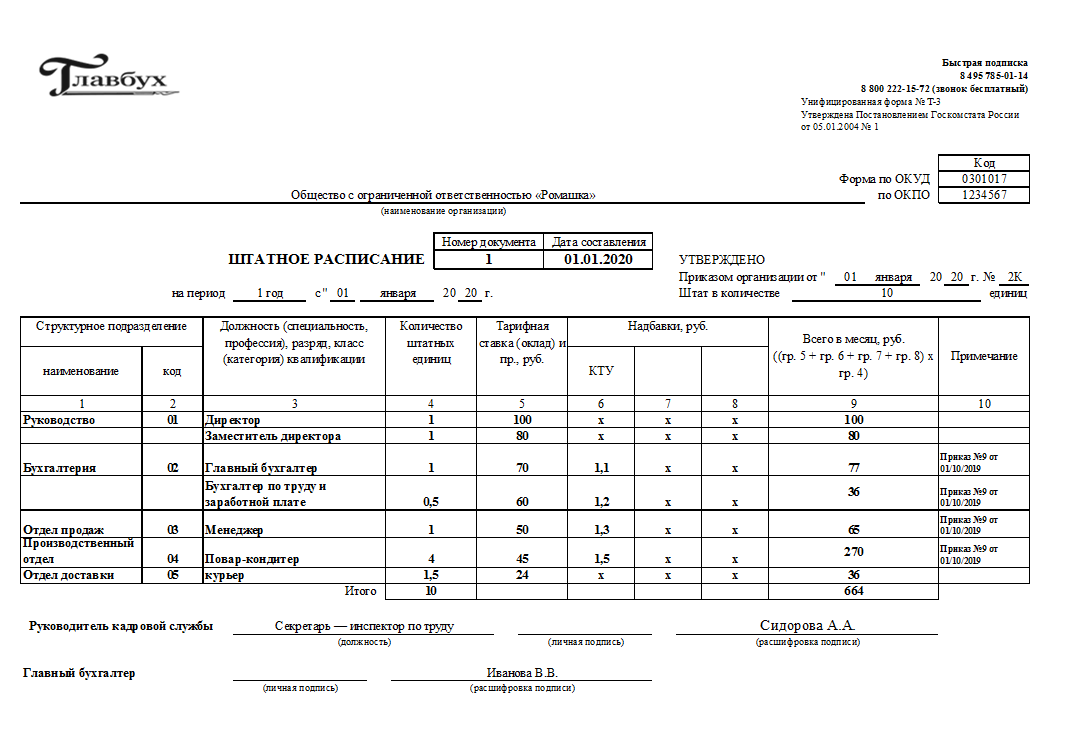 Главбух
Быстрая подписка
8 495 785-01-14
8 800 222-15-72 (звонок бесплатный)
Унифицированная форма № Т-3
Утверждена Постановлением Госкомстата России
от 05.01.2004 № 1
Код
Форма по ОКУД 0301017
Общество с ограниченной ответственностью «Ромашка» по ОКПО 1234567
(наименование организации)
Номер документа Дата составления
ШТАТНОЕ РАСПИСАНИЕ 1 01.01.2020 УТВЕРЖДЕНО
Приказом организации от " 01 января 20 20 г. № 2К
на период 1 год с " 01 января 20 20 г. Штат в количестве 10 единиц
Структурное подразделение Должность (специальность, профессия), разряд, класс (категория) квалификации Количество штатных единиц Тарифная ставка (оклад) и пр., руб. Надбавки, руб. Всего в месяц, руб. ((гр. 5 + гр. 6 + гр. 7 + гр. 8) x гр. 4) Примечание
наименование код КТУ
1 2 3 4 5 6 7 8 9 10
Руководство 01 Директор 1 100 x x x 100
Заместитель директора 1 80 x x x 80
Бухгалтерия 02 Главный бухгалтер 1 70 1,1 x x 77 Приказ №9 от 01/10/2019
Бухгалтер по труду и заработной плате 0,5 60 1,2 x x 36 Приказ №9 от 01/10/2019
Отдел продаж 03 Менеджер 1 50 1,3 x x 65 Приказ №9 от 01/10/2019
Производственный отдел 04 Повар-кондитер 4 45 1,5 x x 270 Приказ №9 от 01/10/2019
Отдел доставки 05 курьер 1,5 24 x x x 36
Итого 10 664
Руководитель кадровой службы Секретарь — инспектор по труду Сидорова А.А.
(должность) (личная подпись) (расшифровка подписи)
Главный бухгалтер Иванова В.В.
(личная подпись) (расшифровка подписи)